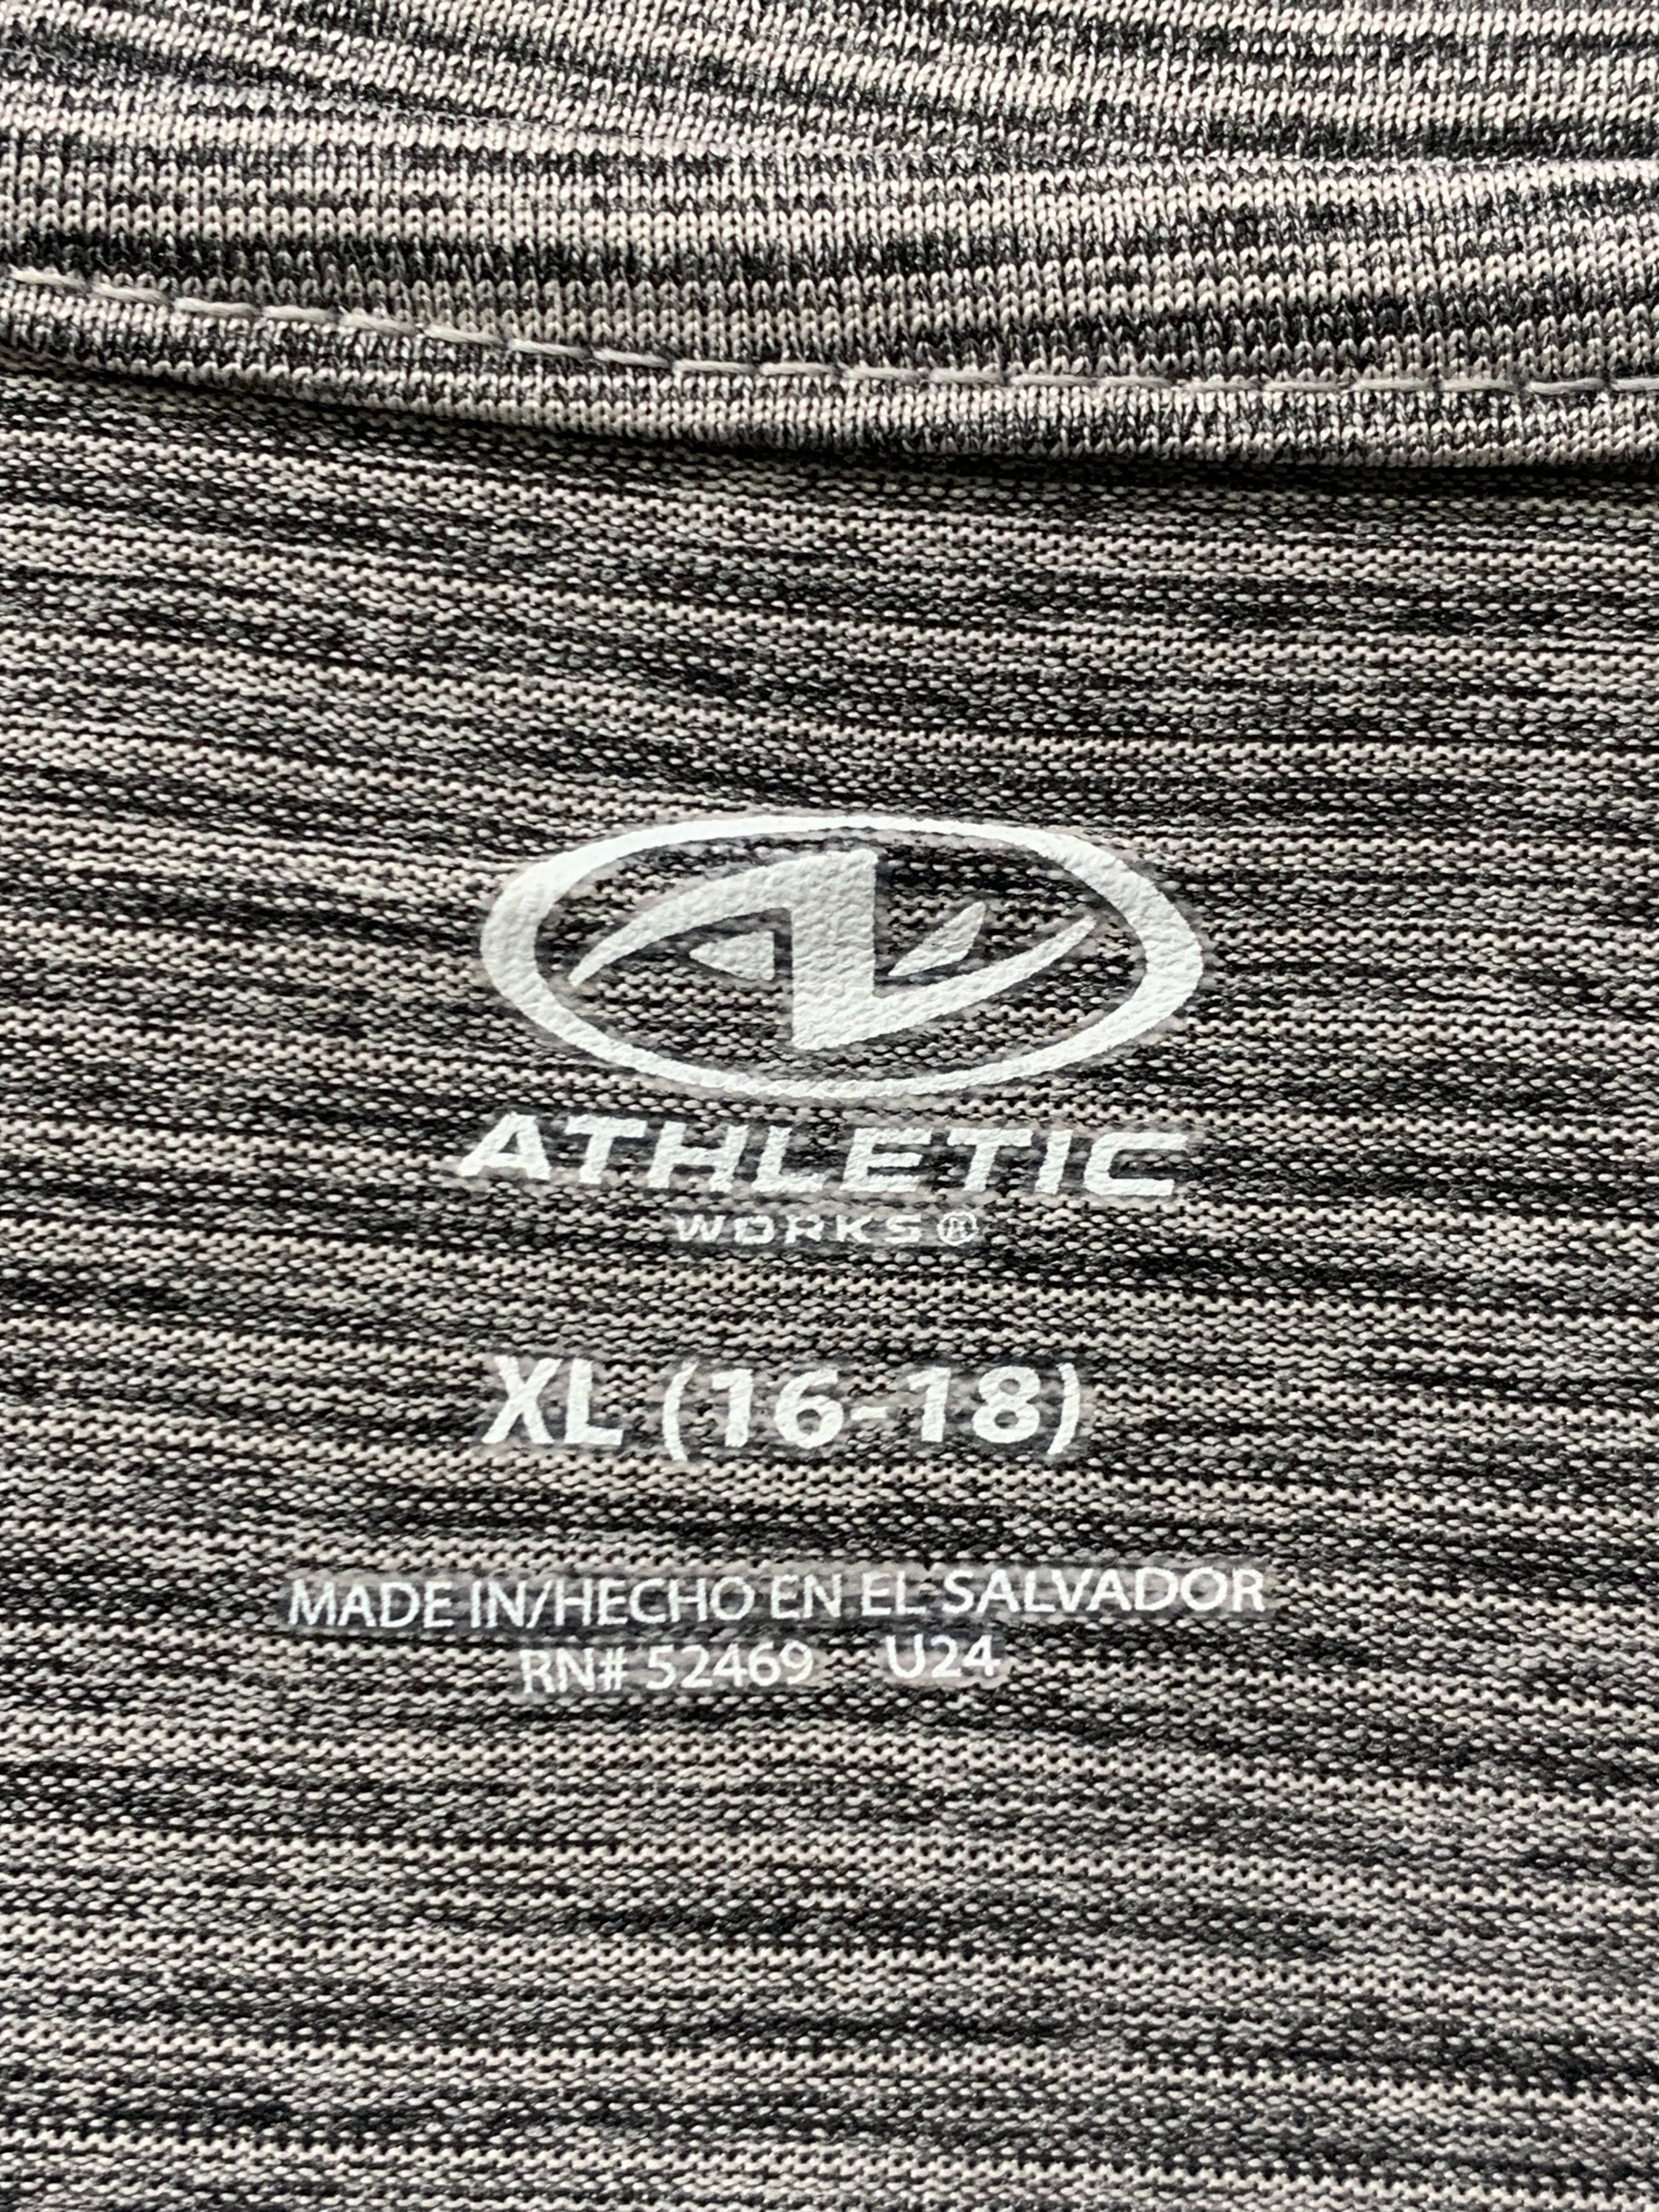 ATHLETIC
WORKS®
XL (16-18)
MADE IN/HECHO EN EL SALVADOR
RN# 52469 U24